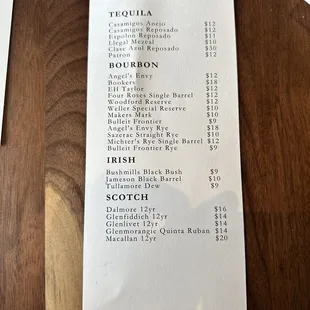 TEQUILA
Casamigos Anejo $12
Casamigos Reposado $12
Espolon Reposado $11
Illegal Mezcal $10
Clase Azul Reposado $30
Patron $12
BOURBON
Angel's Envy $12
Bookers $18
EH Taylor $12
Four Roses Single Barrel $12
Woodford Reserve $12
Weller Special Reserve $10
Makers Mark $10
Bulleit Frontier $9
Angel's Envy Rye $18
Sazerac Straight Rye $10
Michter's Rye Single Barrel $12
Bulleit Frontier Rye $9
IRISH
Bushmills Black Bush $9
Jameson Black Barrel $10
Tullamore Dew $9
SCOTCH
Dalmore 12yr $16
Glenfiddich 12yr $14
Glenlivet 12yr $14
Glenmorangie Quinta Ruban $14
Macallan 12yr $20